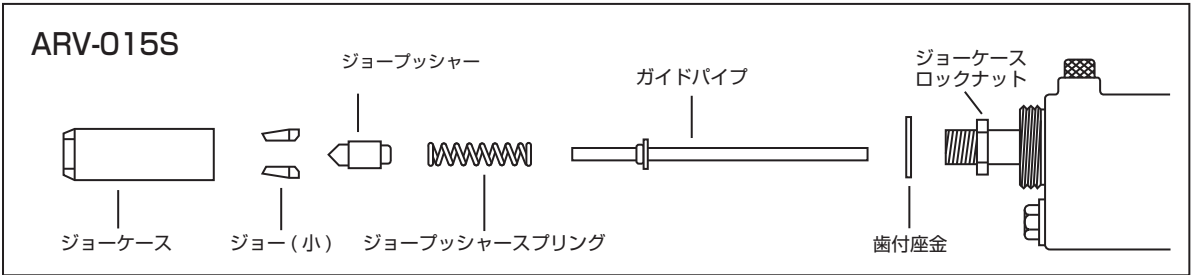 ARV-015S
ジョープッシャー
ガイドパイプ
ジョーケース
ロックナット
ジョーケース
ジョー ( 小 )
ジョープッシャースプリング
歯付座金